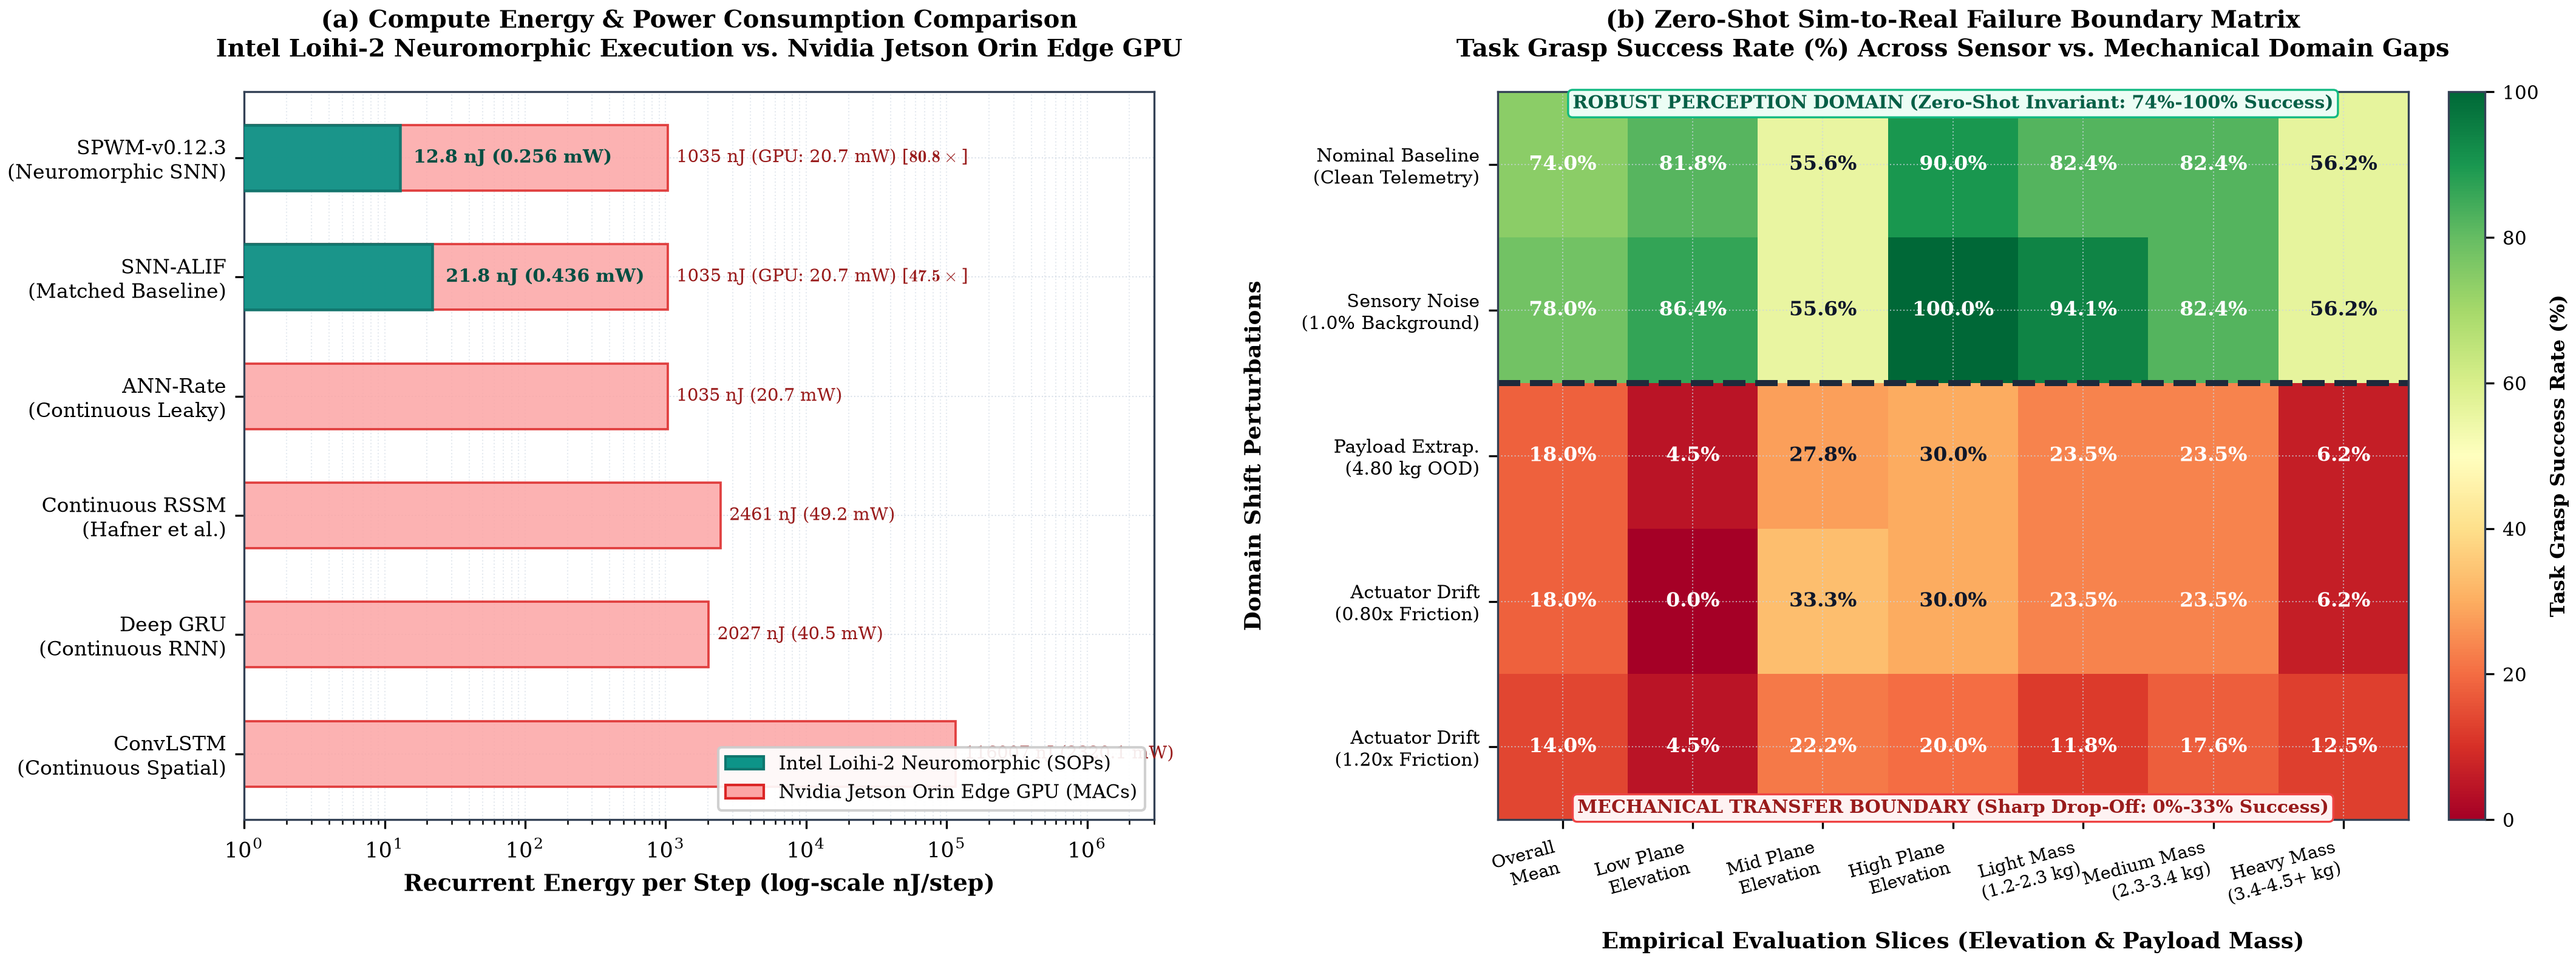 (a) Compute Energy & Power Consumption Comparison
Intel Loihi-2 Neuromorphic Execution vs. Nvidia Jetson Orin Edge GPU
SPWM-v0.12.3
(Neuromorphic SNN)
12.8 nJ (0.256 mW)
1035 nJ (GPU: 20.7 mW) [80.8×]
SNN-ALIF
(Matched Baseline)
21.8 nJ (0.436 mW)
1035 nJ (GPU: 20.7 mW) [47.5×]
ANN-Rate
(Continuous Leaky)
1035 nJ (20.7 mW)
Continuous RSSM
(Hafner et al.)
2461 nJ (49.2 mW)
Deep GRU
(Continuous RNN)
2027 nJ (40.5 mW)
ConvLSTM
(Continuous Spatial)
mW)
Intel Loihi-2 Neuromorphic (SOPs)
Nvidia Jetson Orin Edge GPU (MACs)
10⁰ 10¹ 10² 10³ 10⁴ 10⁵ 10⁶
Recurrent Energy per Step (log-scale nJ/step)
(b) Zero-Shot Sim-to-Real Failure Boundary Matrix
Task Grasp Success Rate (%) Across Sensor vs. Mechanical Domain Gaps
ROBUST PERCEPTION DOMAIN (Zero-Shot Invariant: 74%-100% Success)
Domain Shift Perturbations
Nominal Baseline
(Clean Telemetry)
74.0% 81.8% 55.6% 90.0% 82.4% 82.4% 56.2%
Sensory Noise
(1.0% Background)
78.0% 86.4% 55.6% 100.0% 94.1% 82.4% 56.2%
Payload Extrap.
(4.80 kg OOD)
18.0% 4.5% 27.8% 30.0% 23.5% 23.5% 6.2%
Actuator Drift
(0.80x Friction)
18.0% 0.0% 33.3% 30.0% 23.5% 23.5% 6.2%
Actuator Drift
(1.20x Friction)
14.0% 4.5% 22.2% 20.0% 11.8% 17.6% 12.5%
MECHANICAL TRANSFER BOUNDARY (Sharp Drop-Off: 0%-33% Success)
Overall
Mean
Low Plane
Elevation
Mid Plane
Elevation
High Plane
Elevation
Light Mass
(1.2-2.3 kg)
Medium Mass
(2.3-3.4 kg)
Heavy Mass
(3.4-4.5+ kg)
Empirical Evaluation Slices (Elevation & Payload Mass)
100
80
60
40
20
0
Task Grasp Success Rate (%)